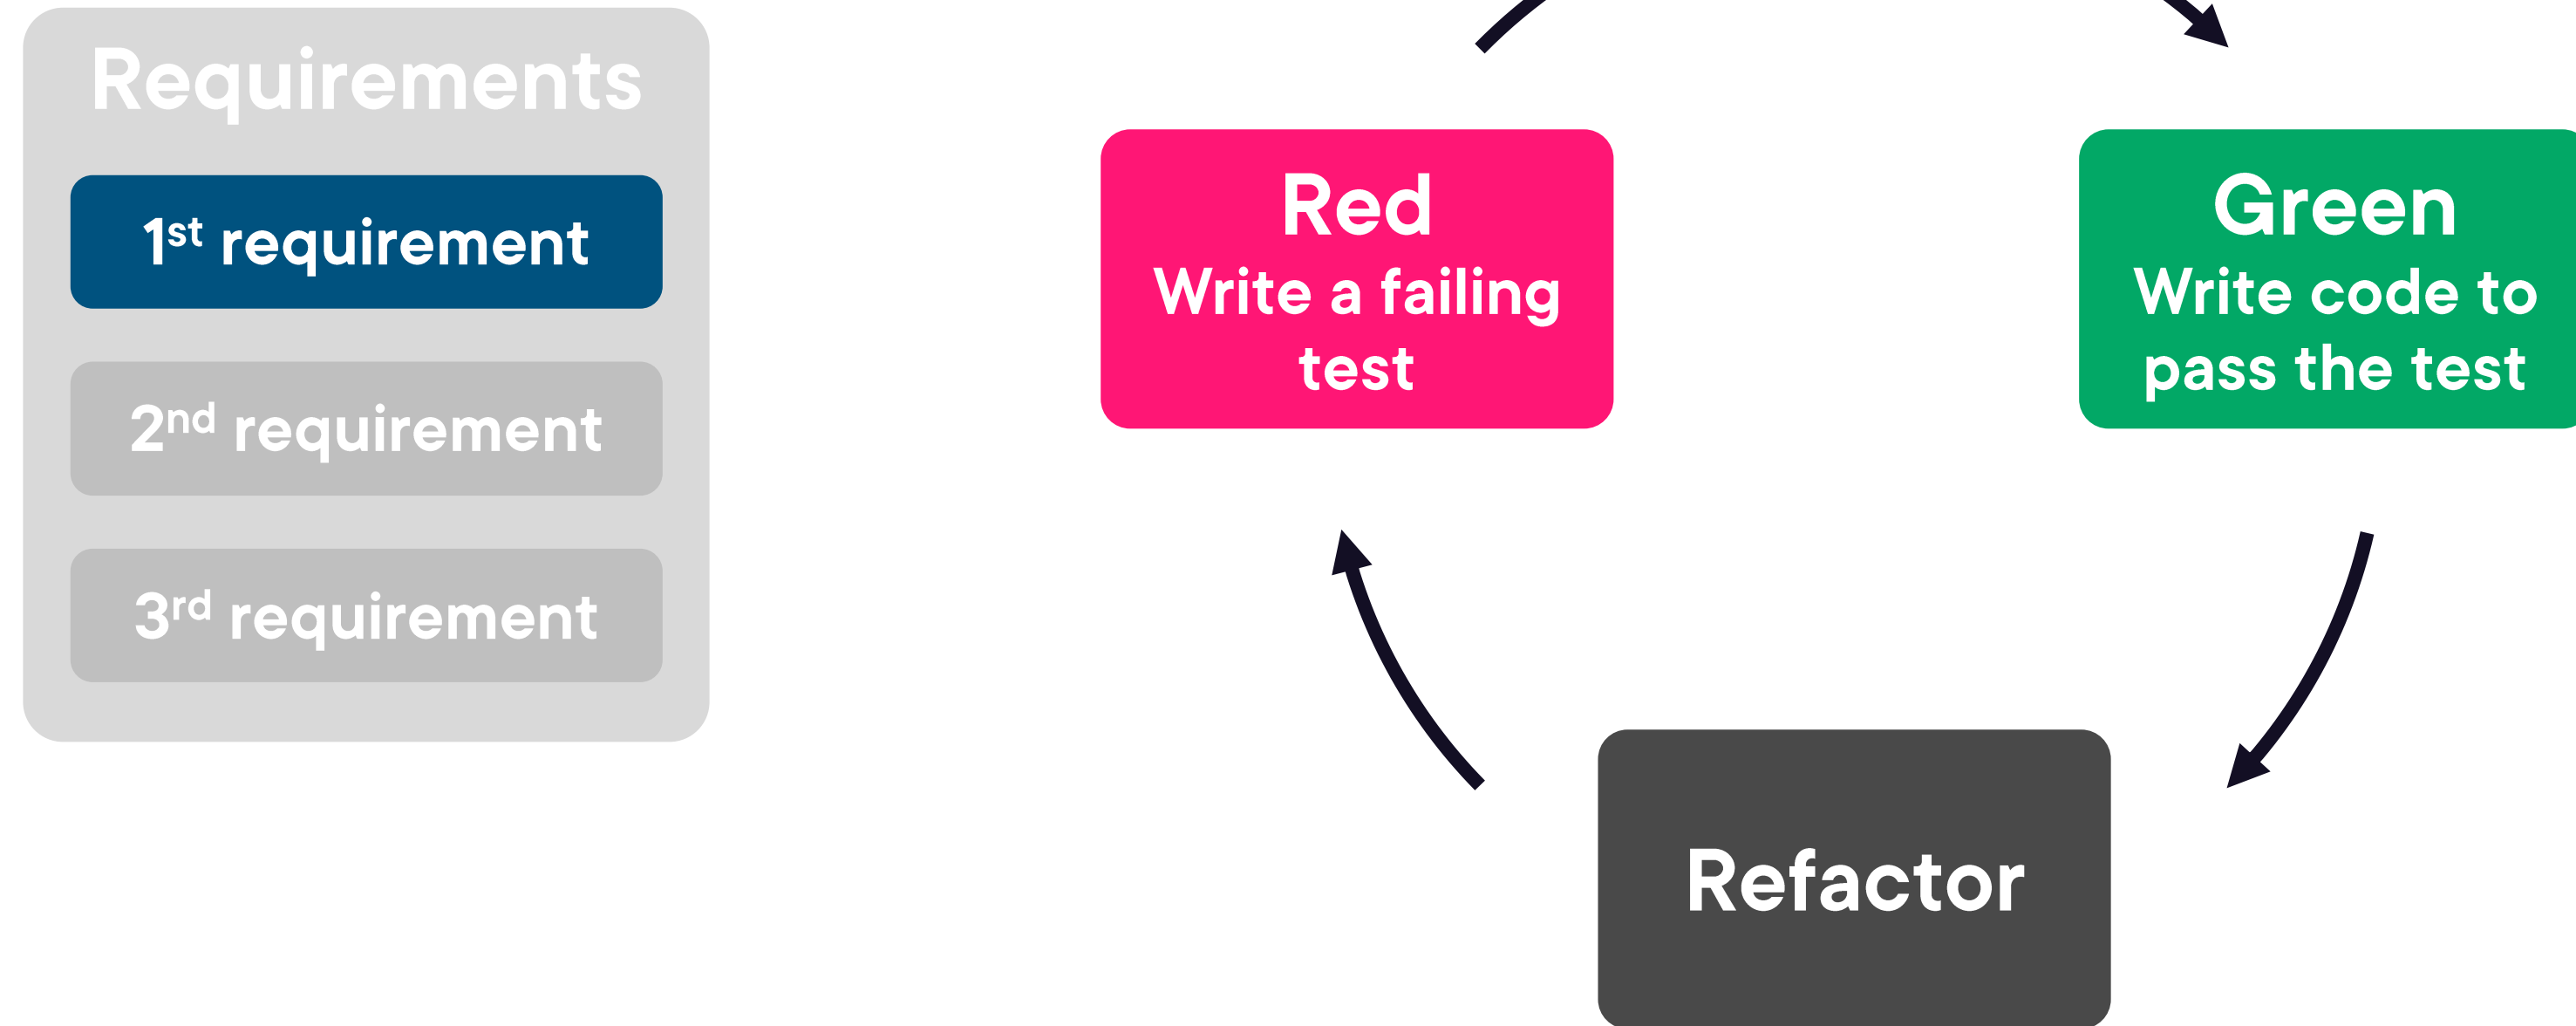 Requirements
1st requirement
2nd requirement
3rd requirement
Red
Write a failing
test
Green
Write code to
pass the test
Refactor